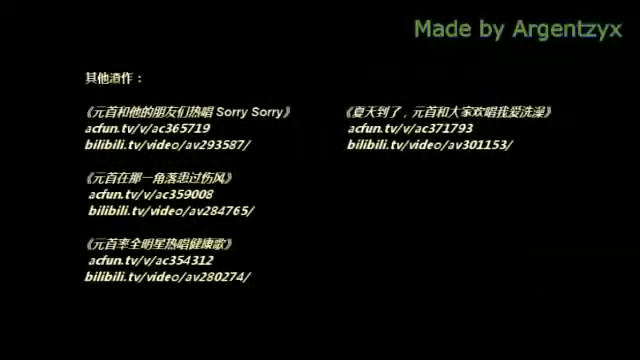 Made by Argentzyx
其他渣作：
《元首和他的朋友们热唱 Sorry Sorry》
acfun.tv/v/ac365719
bilibili.tv/video/av293587/
《元首在那一角落患过伤风》
acfun.tv/v/ac359008
bilibili.tv/video/av284765/
《元首率全明星热唱健康歌》
acfun.tv/v/ac354312
bilibili.tv/video/av280274/
《夏天到了，元首和大家欢唱我爱洗澡》
acfun.tv/v/ac371793
bilibili.tv/video/av301153/